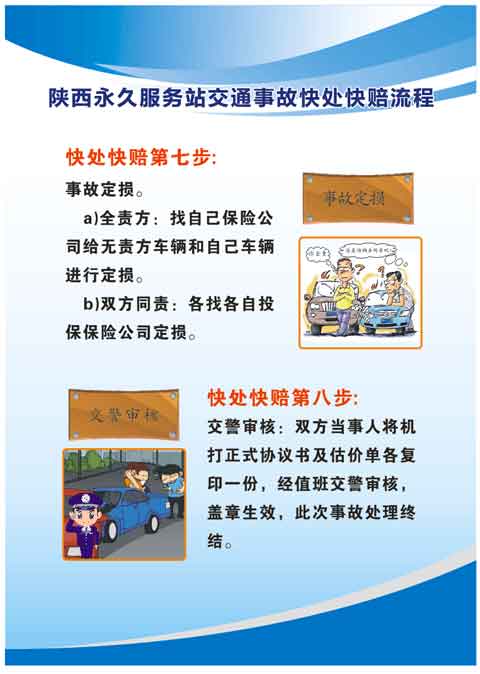 陕西永久服务站交通事故快处快赔流程
快处快赔第七步:
事故定损。
a)全责方：找自己保险公
司给无责方车辆和自己车辆
进行定损。
b)双方同责：各找各自投
保保险公司定损。
事故定损
快处快赔第八步:
交警审核：双方当事人将机
打正式协议书及估价单各复
印一份，经值班交警审核，
盖章生效，此次事故处理终
结。
交警审核